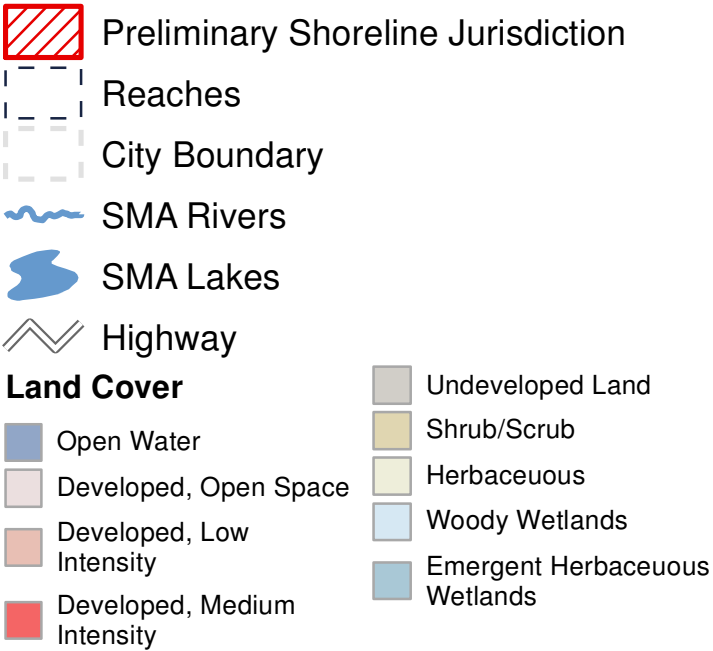 Preliminary Shoreline Jurisdiction
Reaches
City Boundary
SMA Rivers
SMA Lakes
Highway
Land Cover
Open Water
Developed, Open Space
Developed, Low
Intensity
Developed, Medium
Intensity
Undeveloped Land
Shrub/Scrub
Herbaceuous
Woody Wetlands
Emergent Herbaceuous
Wetlands